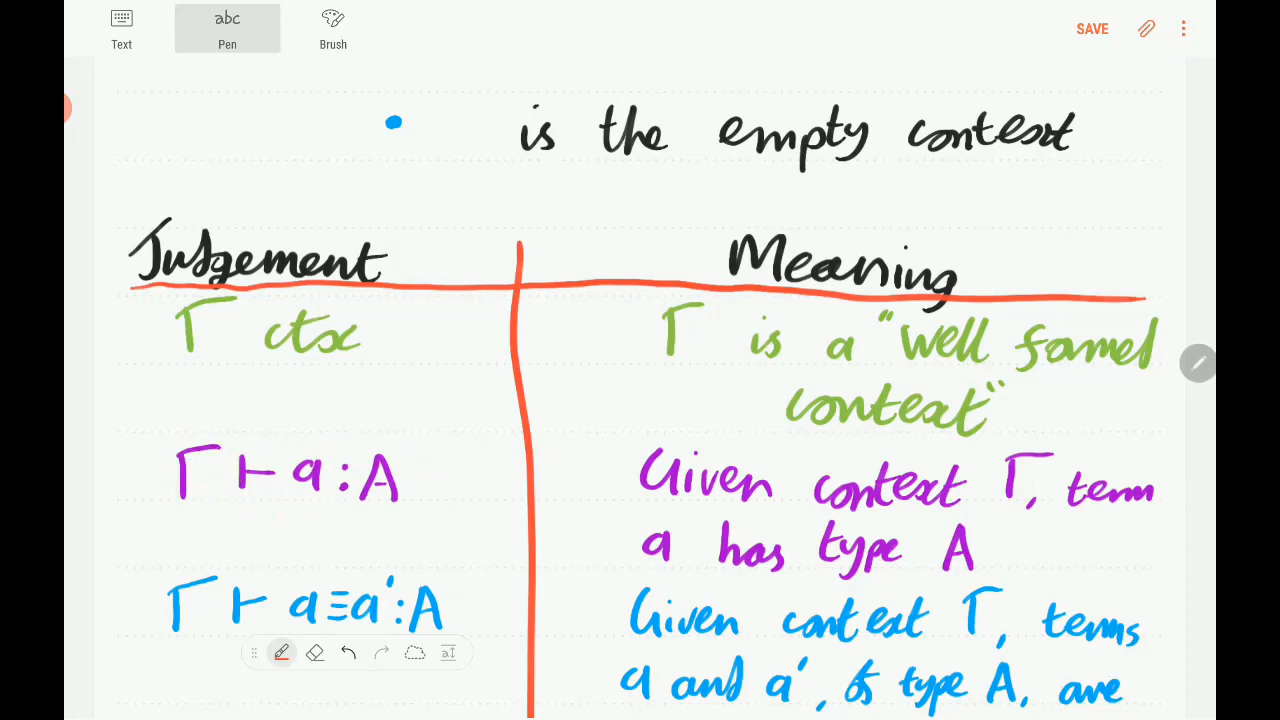 Text
abc
Pen
Brush
SAVE
• is the empty context
Judgement Meaning
Γ ctx Γ is a "well formed
context"
Γ ⊢ a : A Given context Γ, term
a has type A
Γ ⊢ a ≡ a' : A Given context Γ, terms
a and a', of type A, are